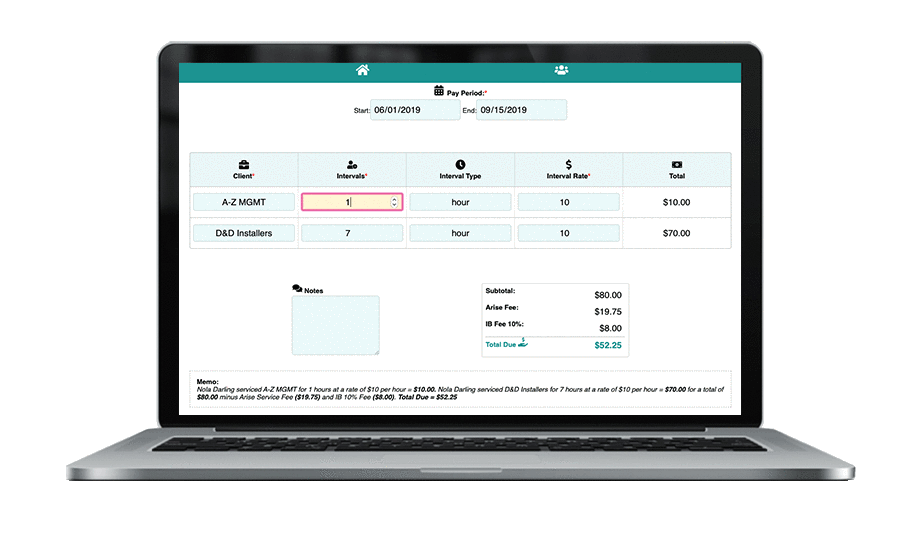 Pay Period:*
Start: 06/01/2019 End: 09/15/2019
Client* Intervals* Interval Type Interval Rate* Total
A-Z MGMT 1 hour 10 $10.00
D&D Installers 7 hour 10 $70.00
Notes
Subtotal: $80.00
Arise Fee: $19.75
IB Fee 10%: $8.00
Total Due $52.25
Memo:
Nola Darling serviced A-Z MGMT for 1 hours at a rate of $10 per hour = $10.00. Nola Darling serviced D&D Installers for 7 hours at a rate of $10 per hour = $70.00 for a total of
$80.00 minus Arise Service Fee ($19.75) and IB 10% Fee ($8.00). Total Due = $52.25